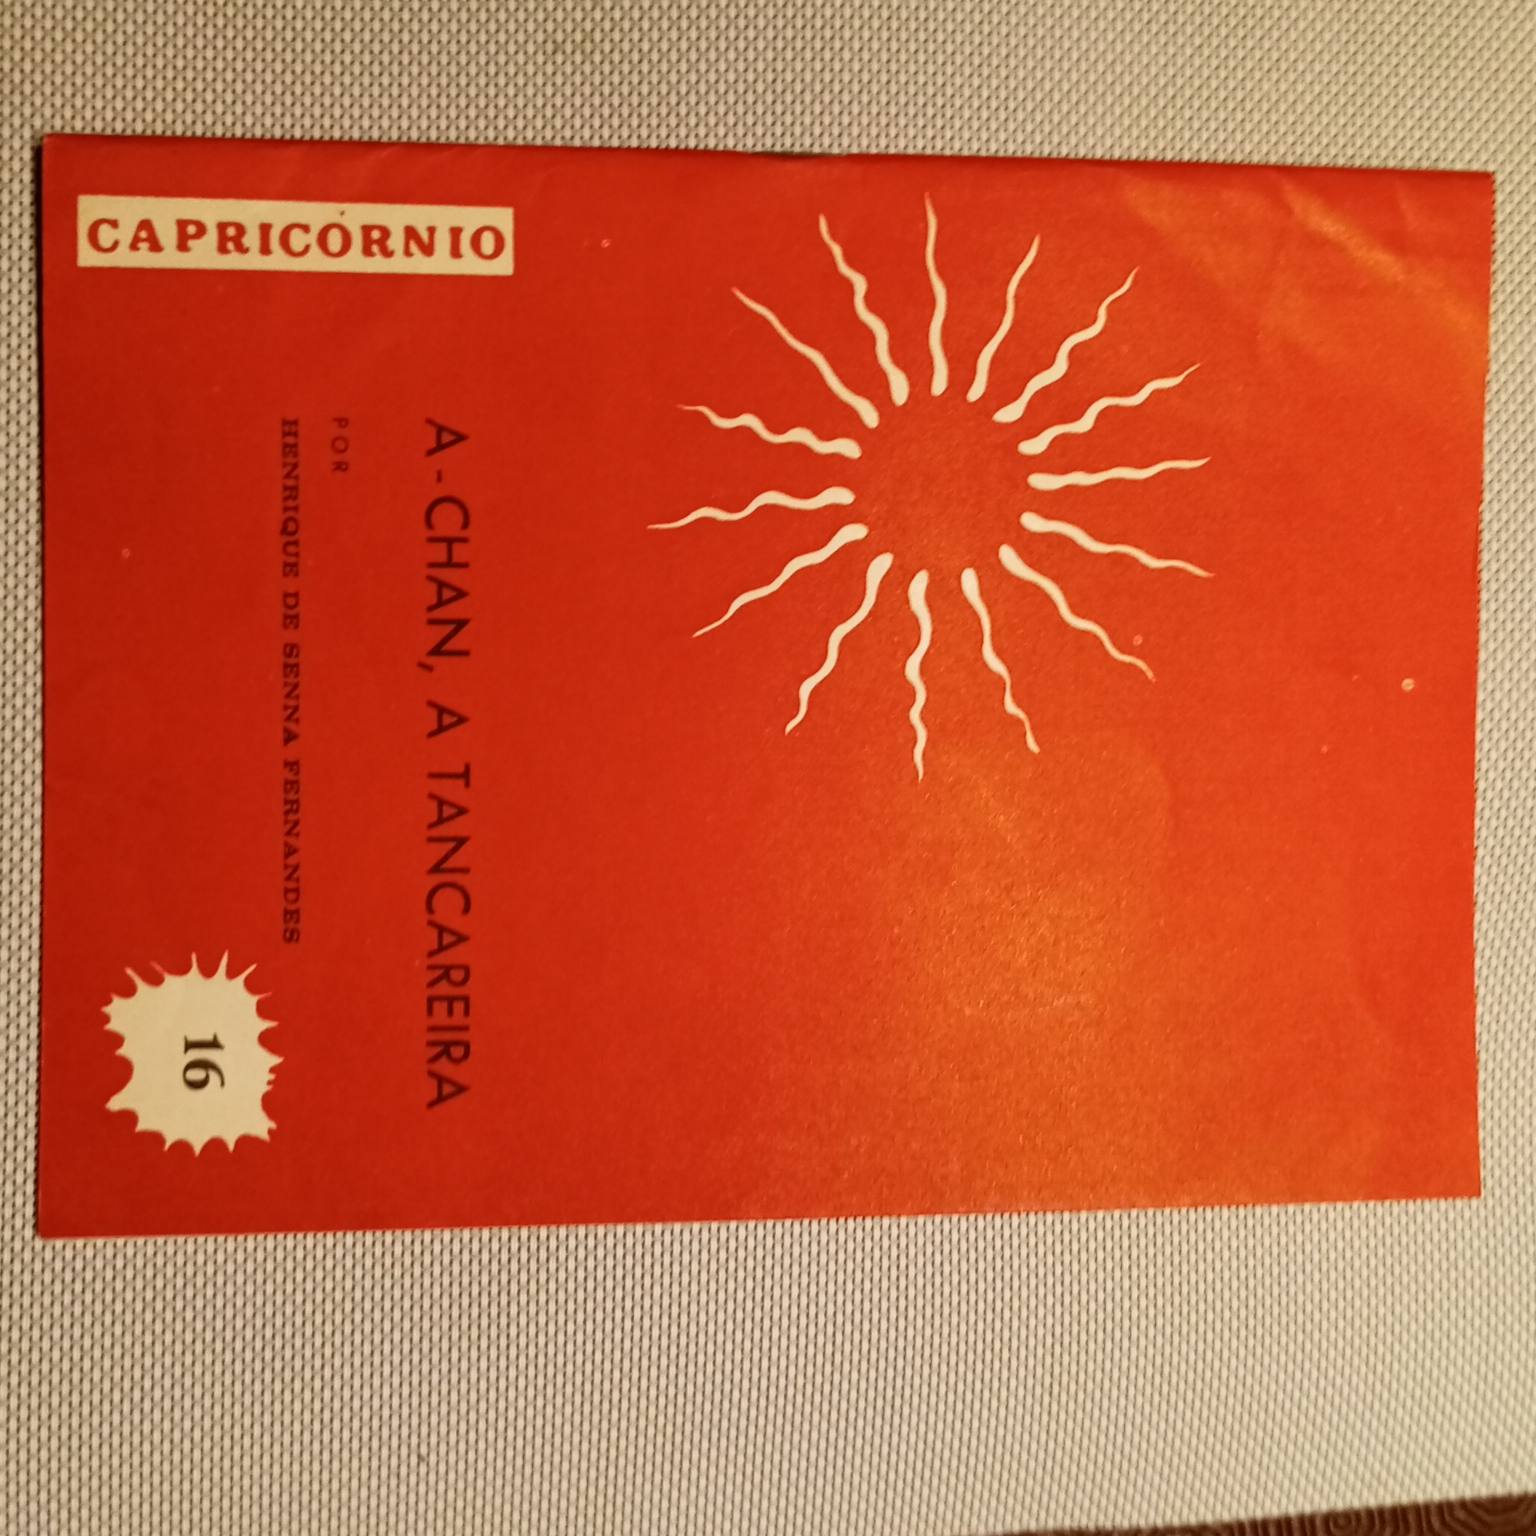 A-CHAN, A TANCAREIRA
POR
HENRIQUE DE SENNA FERNANDES
16
CAPRICÓRNIO